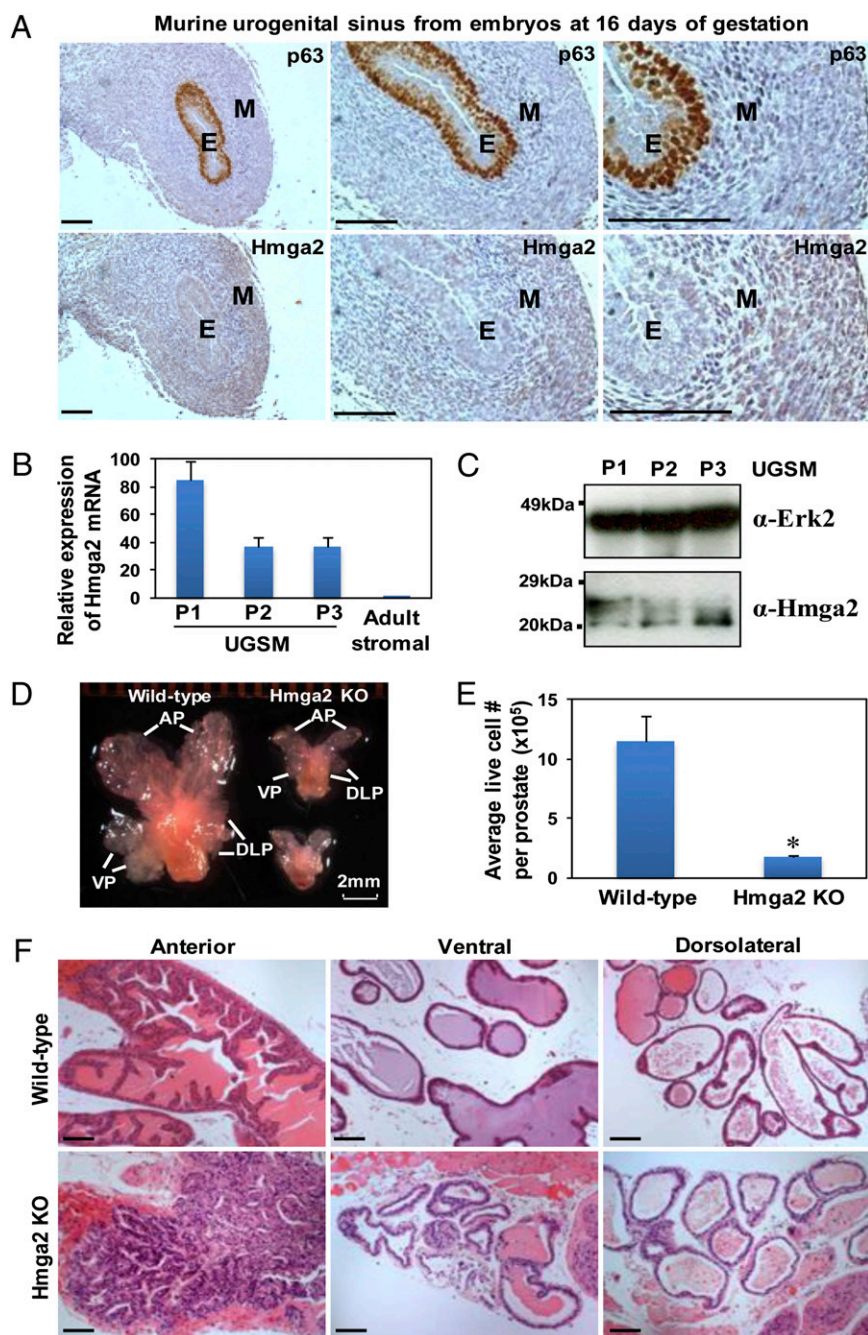 A
Murine urogenital sinus from embryos at 16 days of gestation
p63
M
E
p63
M
E
p63
M
E
Hmga2
M
E
Hmga2
M
E
Hmga2
M
E
B
Relative expression
of Hmga2 mRNA
100
80
60
40
20
0
P1 P2 P3 Adult
stromal
UGSM
C
P1 P2 P3 UGSM
49kDa
α-Erk2
29kDa
20kDa
α-Hmga2
D
Wild-type Hmga2 KO
AP AP
VP DLP
DLP
VP
2mm
E
Average live cell #
per prostate (x10⁵)
15
10
5
0
*
Wild-type Hmga2 KO
F
Anterior Ventral Dorsolateral
Wild-type
Hmga2 KO